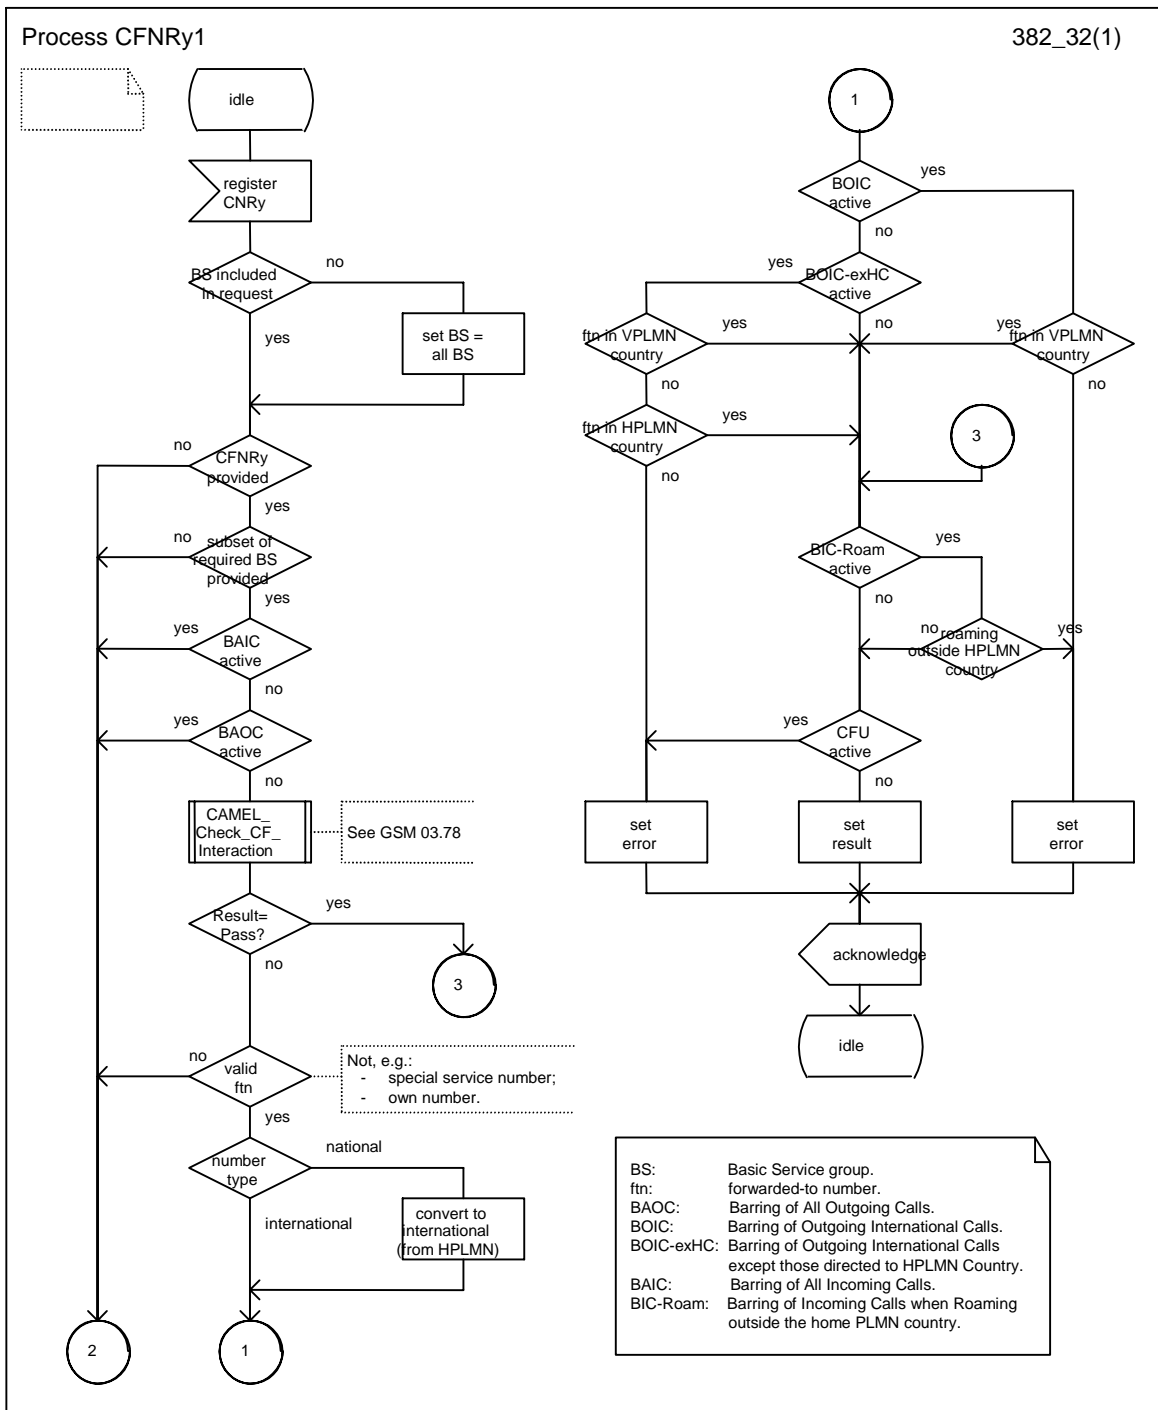 Process CFNRy1
382_32(1)
idle
register
CNRy
BS included
in request
no
yes
set BS =
all BS
no
CFNRy
provided
yes
no
subset of
required BS
provided
yes
yes
BAIC
active
no
yes
BAOC
active
no
CAMEL_
Check_CF_
Interaction
See GSM 03.78
Result=
Pass?
yes
no
3
no
valid
ftn
yes
Not, e.g.:
- special service number;
- own number.
number
type
national
international
convert to
international
(from HPLMN)
2
1
1
BOIC
active
yes
no
yes
BOIC-exHC
active
no
ftn in VPLMN
country
yes
no
yes
ftn in VPLMN
country
no
ftn in HPLMN
country
yes
no
3
BIC-Roam
active
yes
no
no
roaming
outside HPLMN
country
yes
yes
CFU
active
no
set
error
set
result
set
error
acknowledge
idle
BS: Basic Service group.
ftn: forwarded-to number.
BAOC: Barring of All Outgoing Calls.
BOIC: Barring of Outgoing International Calls.
BOIC-exHC: Barring of Outgoing International Calls
except those directed to HPLMN Country.
BAIC: Barring of All Incoming Calls.
BIC-Roam: Barring of Incoming Calls when Roaming
outside the home PLMN country.